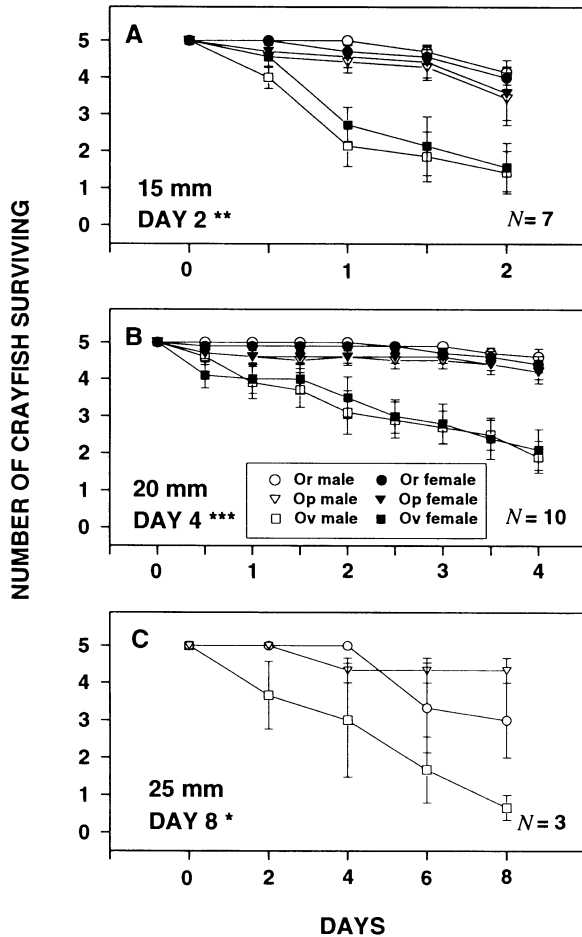 NUMBER OF CRAYFISH SURVIVING
A
5
4
3
2
1
0
15 mm
DAY 2 **
N = 7
0 1 2
B
5
4
3
2
1
0
20 mm
DAY 4 ***
Or male Or female
Op male Op female
Ov male Ov female
N = 10
0 1 2 3 4
C
5
4
3
2
1
0
25 mm
DAY 8 *
N = 3
0 2 4 6 8
DAYS